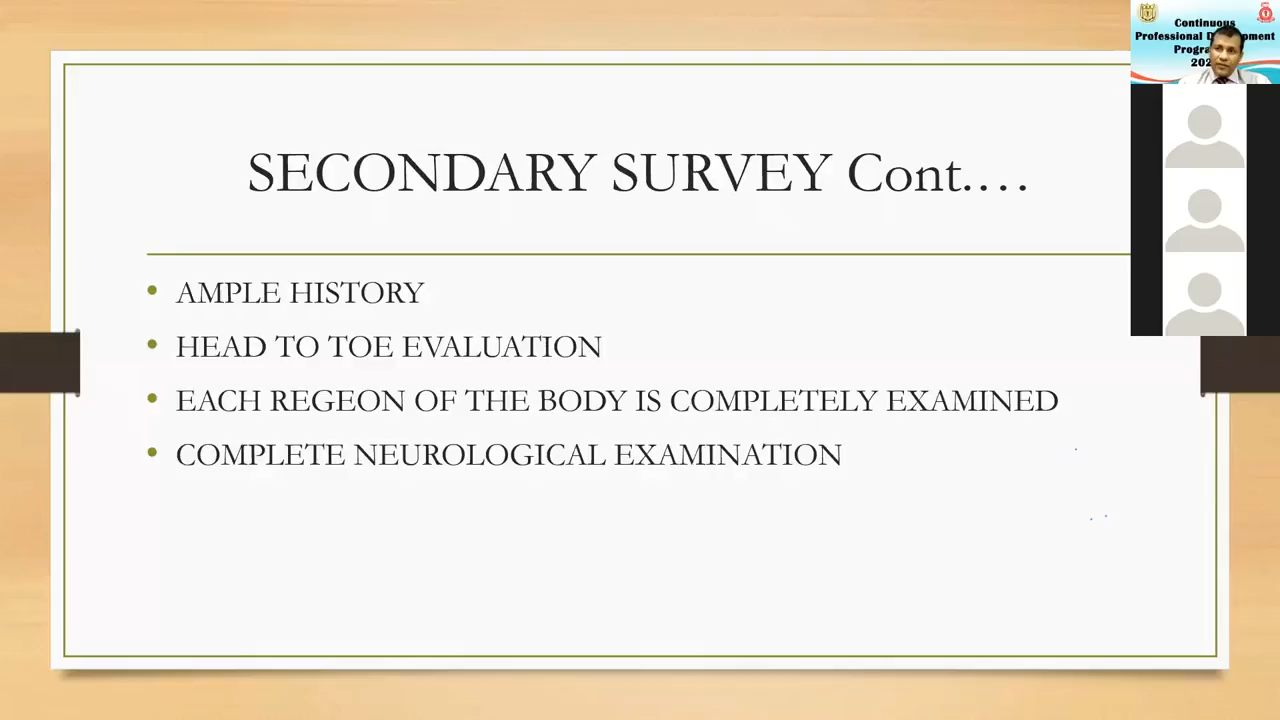 SECONDARY SURVEY Cont.…
• AMPLE HISTORY
• HEAD TO TOE EVALUATION
• EACH REGEON OF THE BODY IS COMPLETELY EXAMINED
• COMPLETE NEUROLOGICAL EXAMINATION
Continuous
Professional